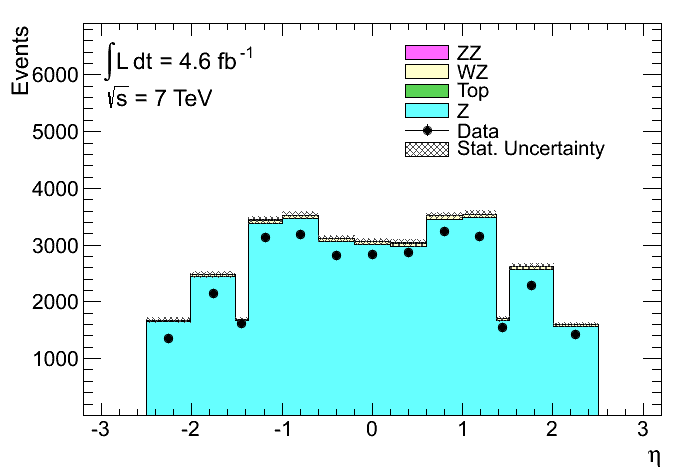 Events
∫L dt = 4.6 fb⁻¹
√s = 7 TeV
ZZ
WZ
Top
Z
Data
Stat. Uncertainty
6000
5000
4000
3000
2000
1000
-3 -2 -1 0 1 2 3
η